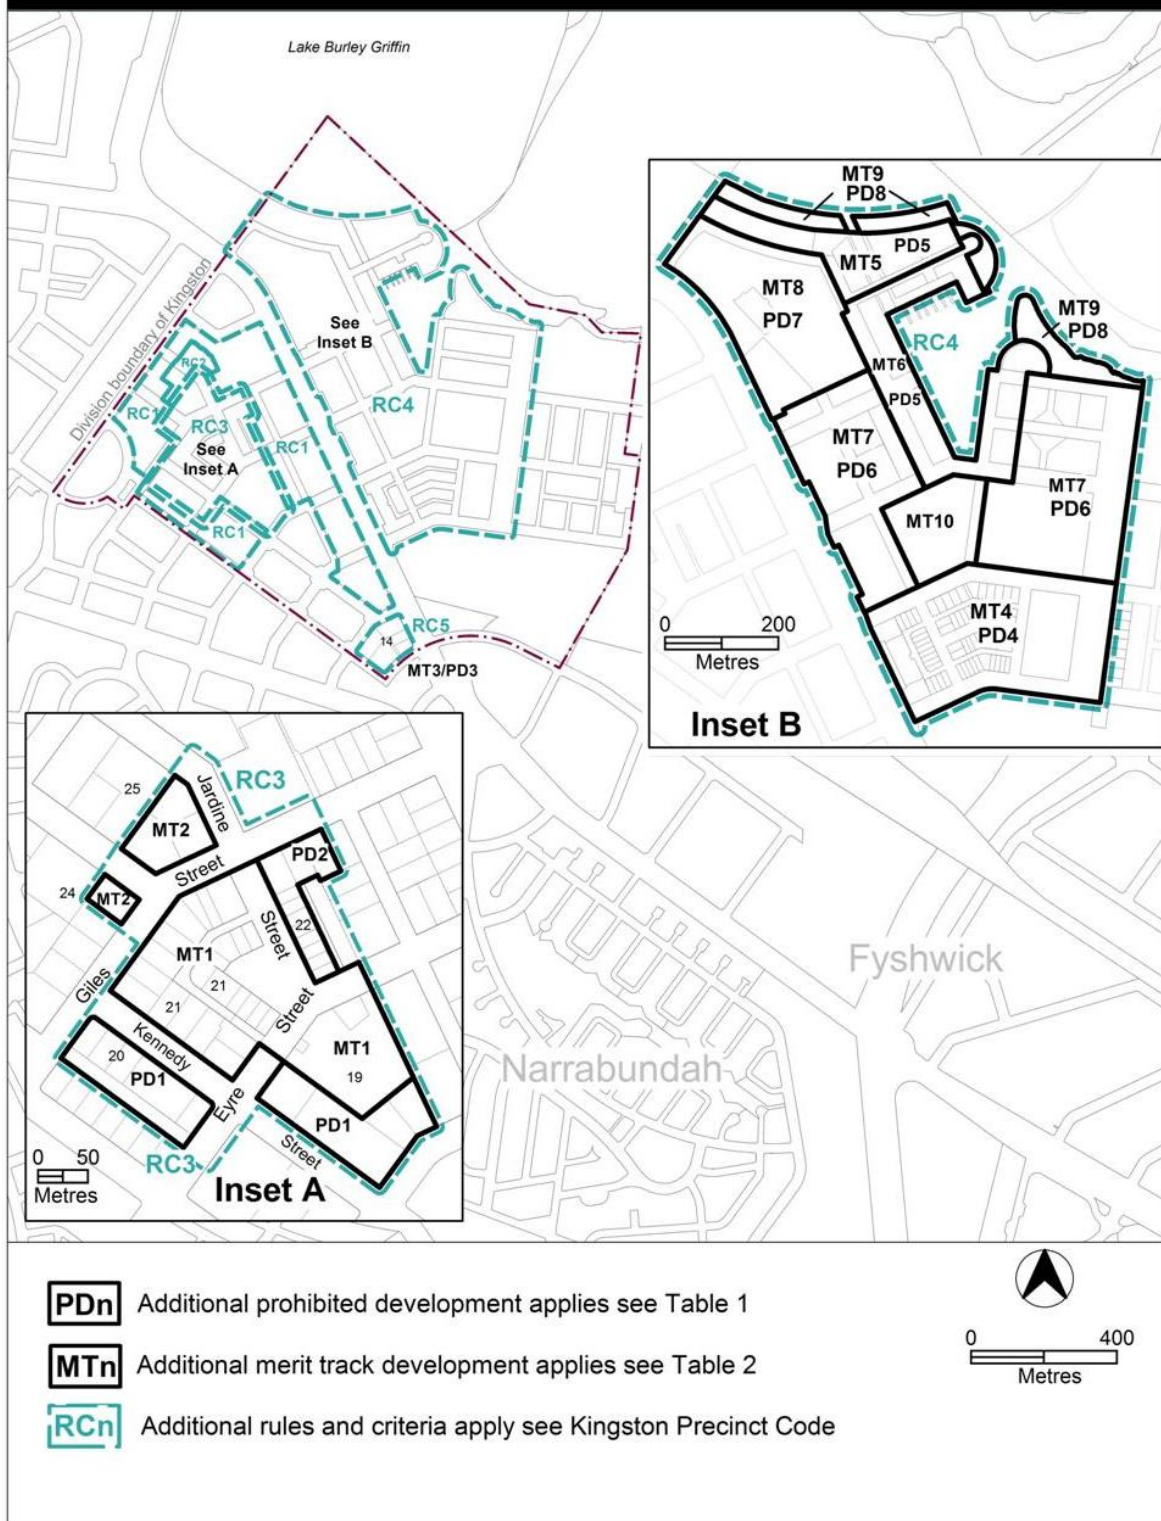 Lake Burley Griffin
Division boundary of Kingston
See
Inset B
RC2
RC1
RC3
See
Inset A
RC1
RC4
RC1
RC5
14
MT3/PD3
MT9
PD8
PD5
MT5
MT8
PD7
MT9
PD8
RC4
MT6
PD5
MT7
PD6
MT7
PD6
MT10
MT4
PD4
0 200
Metres
Inset B
RC3
25
Jardine
MT2
Street
PD2
24
MT2
Street
22
MT1
21
21
Giles
Street
Kennedy
MT1
19
20
PD1
Eyre
PD1
Street
RC3
0 50
Metres
Inset A
Fyshwick
Narrabundah
PDn Additional prohibited development applies see Table 1
MTn Additional merit track development applies see Table 2
RCn Additional rules and criteria apply see Kingston Precinct Code
0 400
Metres